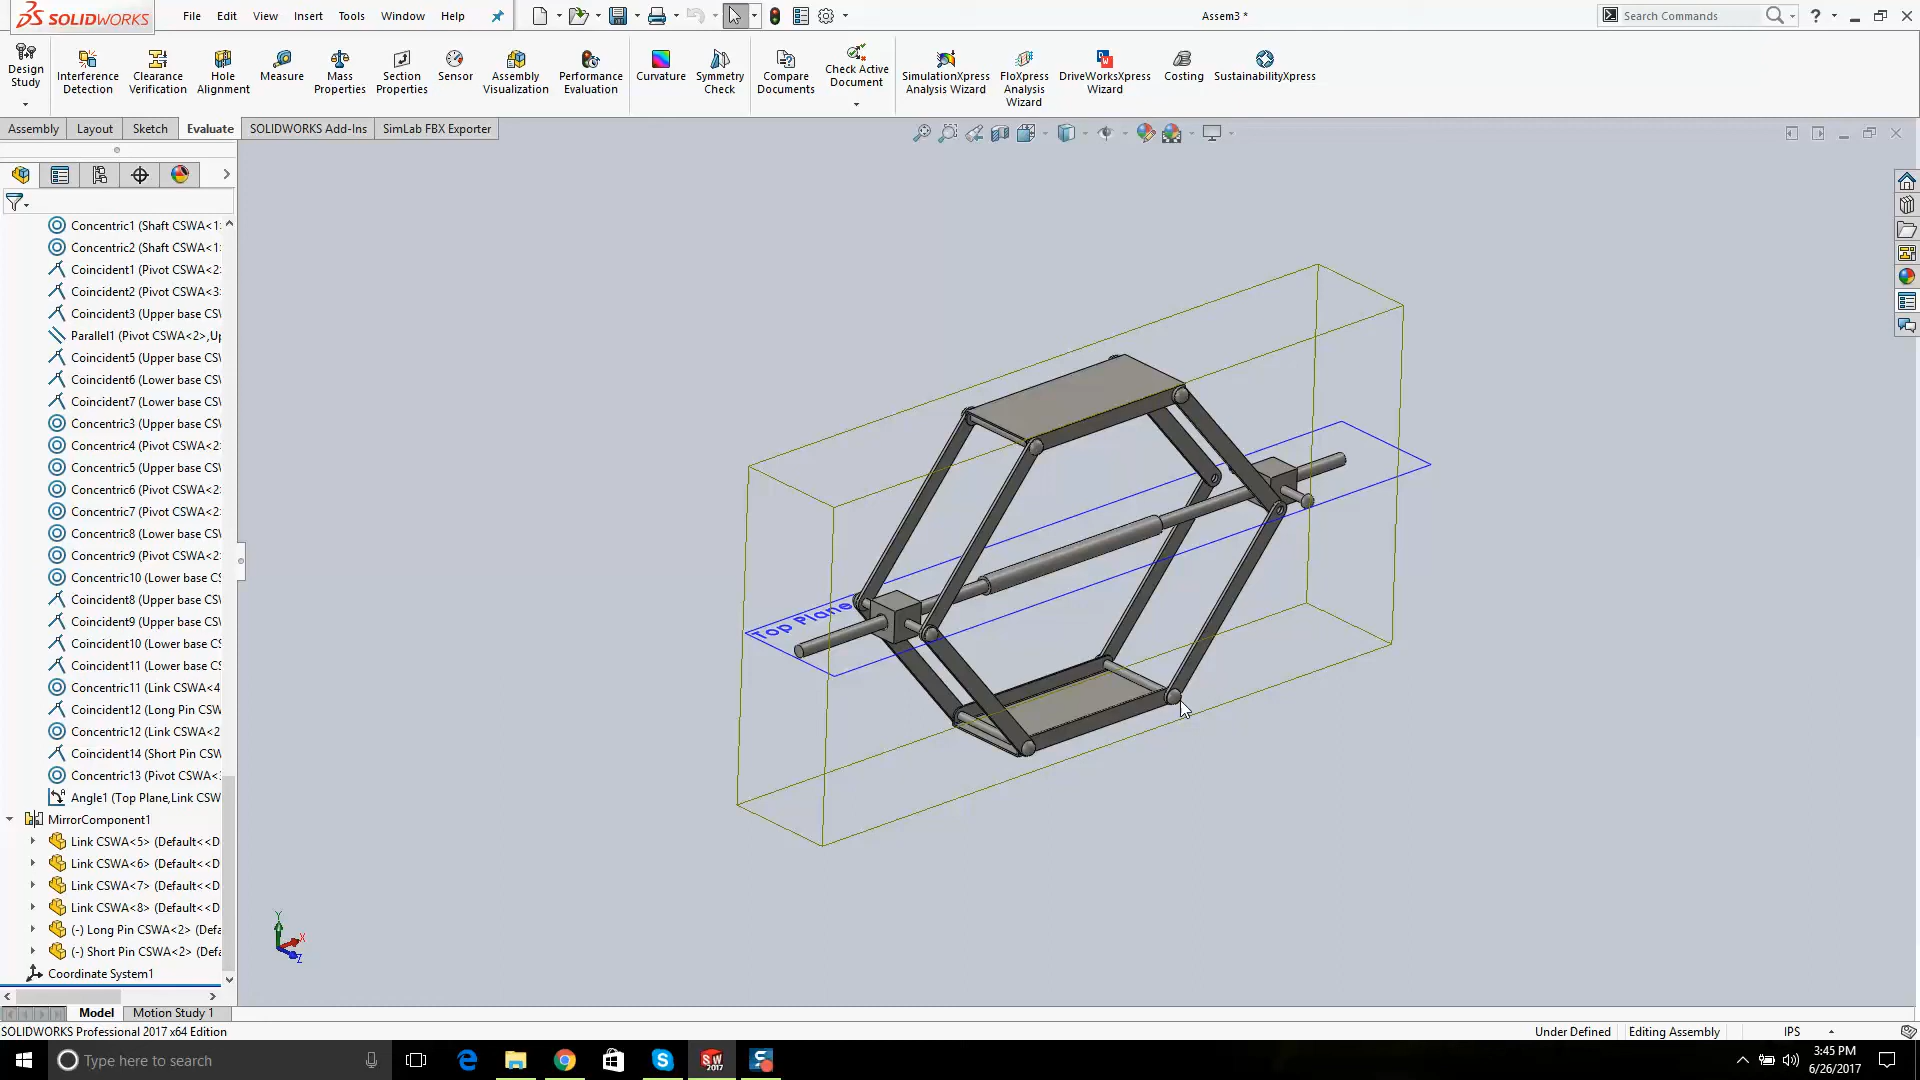 SOLIDWORKS
File Edit View Insert Tools Window Help
Assem3 *
Search Commands
Design Study
Interference Detection
Clearance Verification
Hole Alignment
Measure
Mass Properties
Section Properties
Sensor
Assembly Visualization
Performance Evaluation
Curvature
Symmetry Check
Compare Documents
Check Active Document
SimulationXpress Analysis Wizard
FloXpress Analysis Wizard
DriveWorksXpress Wizard
Costing
SustainabilityXpress
Assembly Layout Sketch Evaluate SOLIDWORKS Add-Ins SimLab FBX Exporter
Concentric1 (Shaft CSWA<1
Concentric2 (Shaft CSWA<1
Coincident1 (Pivot CSWA<2
Coincident2 (Pivot CSWA<3
Coincident3 (Upper base CS
Parallel1 (Pivot CSWA<2>,Up
Coincident5 (Upper base CS
Coincident6 (Lower base CS
Coincident7 (Lower base CS
Concentric3 (Upper base CS
Concentric4 (Pivot CSWA<2
Concentric5 (Upper base CS
Concentric6 (Pivot CSWA<2
Concentric7 (Pivot CSWA<2
Concentric8 (Lower base CS
Concentric9 (Pivot CSWA<2
Concentric10 (Lower base CS
Coincident8 (Upper base CS
Coincident9 (Upper base CS
Coincident10 (Lower base CS
Coincident11 (Lower base CS
Concentric11 (Link CSWA<4
Coincident12 (Long Pin CSW
Concentric12 (Link CSWA<2
Coincident14 (Short Pin CSW
Concentric13 (Pivot CSWA<
Angle1 (Top Plane,Link CSW
MirrorComponent1
Link CSWA<5> (Default<<D
Link CSWA<6> (Default<<D
Link CSWA<7> (Default<<D
Link CSWA<8> (Default<<D
(-) Long Pin CSWA<2> (Defa
(-) Short Pin CSWA<2> (Defa
Coordinate System1
Top Plane
Y
X
Z
Model Motion Study 1
SOLIDWORKS Professional 2017 x64 Edition
Under Defined Editing Assembly IPS
Type here to search
SW
2017
3:45 PM
6/26/2017